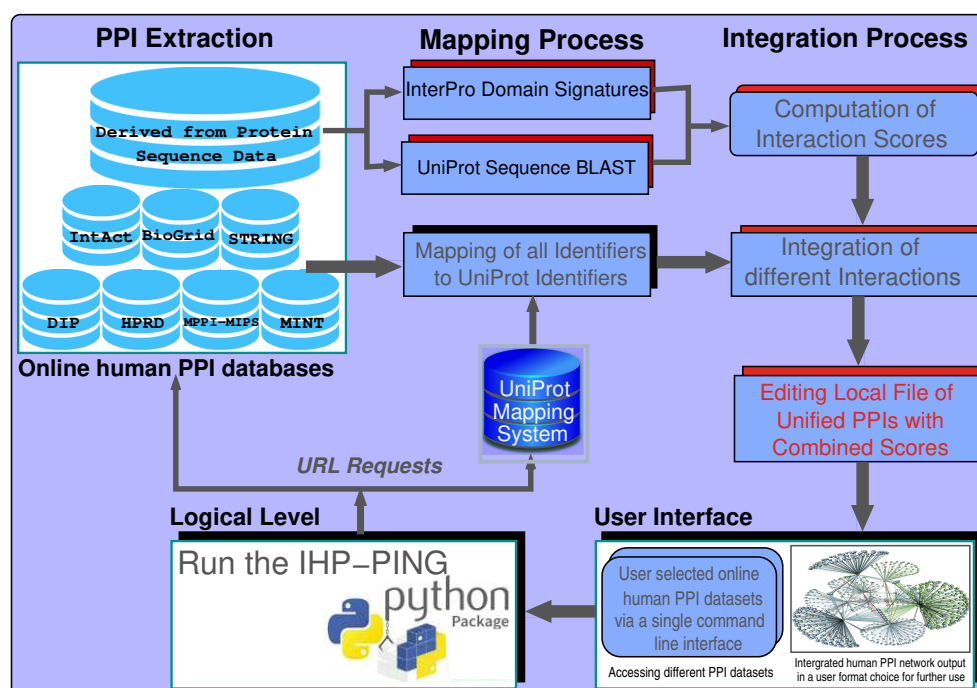 PPI Extraction
Mapping Process
Integration Process
Derived from Protein
Sequence Data
InterPro Domain Signatures
UniProt Sequence BLAST
Computation of
Interaction Scores
IntAct
BioGrid
STRING
Mapping of all Identifiers
to UniProt Identifiers
Integration of
different Interactions
DIP
HPRD
MPPI−MIPS
MINT
Online human PPI databases
UniProt
Mapping
System
Editing Local File of
Unified PPIs with
Combined Scores
URL Requests
Logical Level
User Interface
Run the IHP−PING
python
Package
User selected online
human PPI datasets
via a single command
line interface
Accessing different PPI datasets
Intergrated human PPI network output
in a user format choice for further use